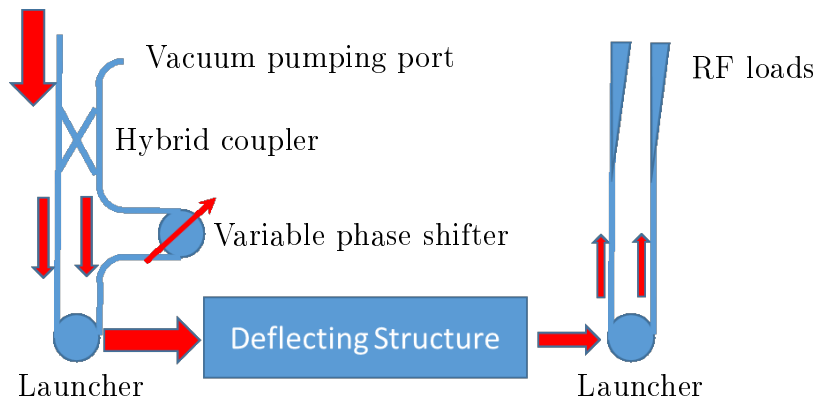 Vacuum pumping port
RF loads
Hybrid coupler
Variable phase shifter
Deflecting Structure
Launcher
Launcher